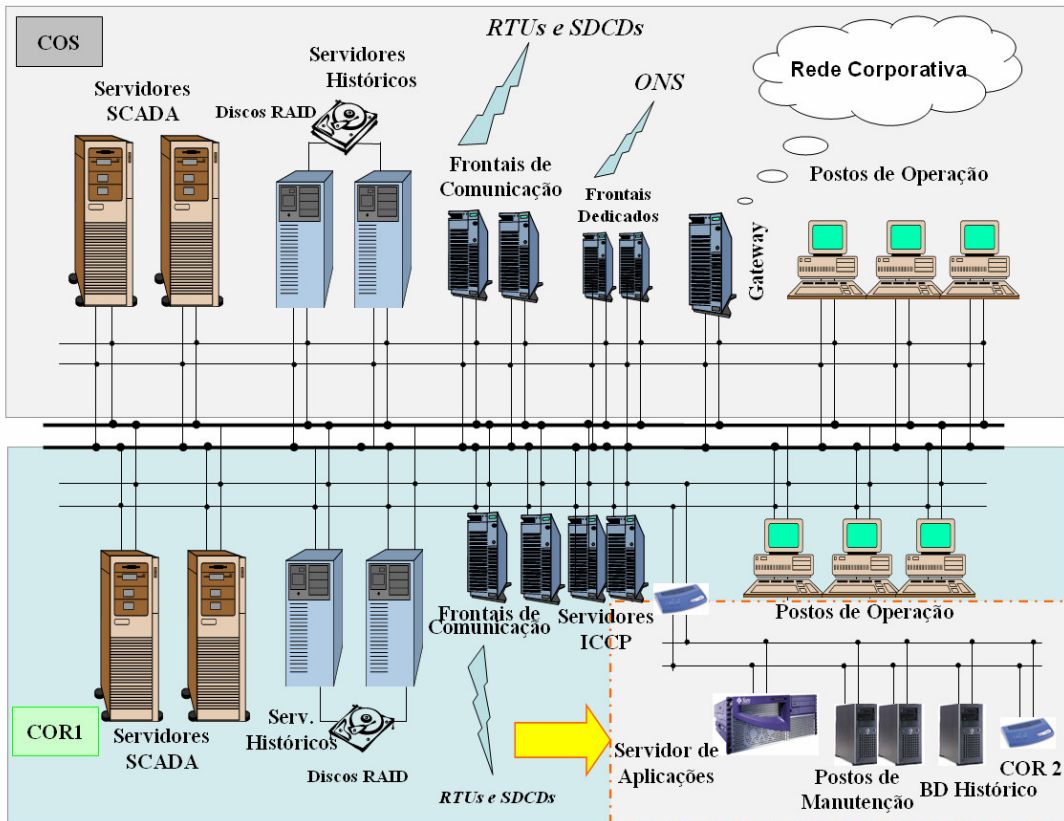 COS
Servidores
SCADA
Servidores
Históricos
Discos RAID
RTUs e SDCDs
Frontais de
Comunicação
ONS
Frontais
Dedicados
Gateway
Rede Corporativa
Postos de Operação
COR1
Servidores
SCADA
Serv.
Históricos
Discos RAID
Frontais de
Comunicação
RTUs e SDCDs
Servidores
ICCP
Postos de Operação
Servidor de
Aplicações
Postos de
Manutenção
BD Histórico
COR 2